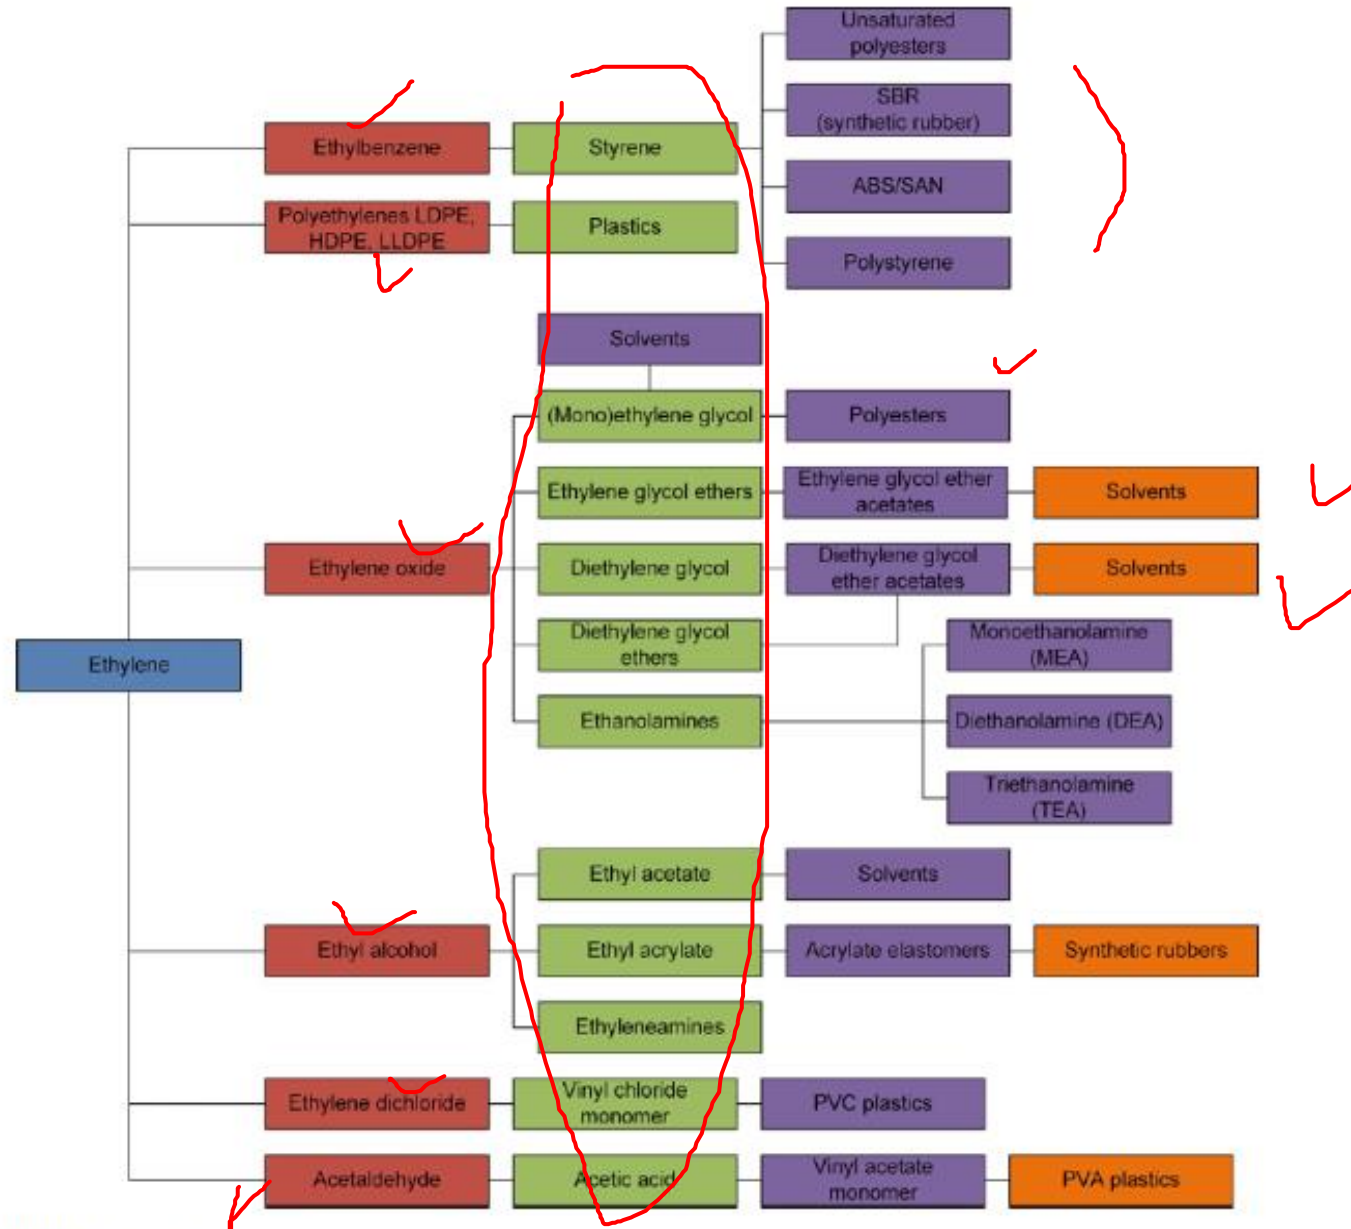 Unsaturated
polyesters
SBR
(synthetic rubber)
Ethylbenzene
Styrene
ABS/SAN
Polyethylenes LDPE,
HDPE, LLDPE
Plastics
Polystyrene
Solvents
(Mono)ethylene glycol
Polyesters
Ethylene glycol ethers
Ethylene glycol ether
acetates
Solvents
Ethylene oxide
Diethylene glycol
Diethylene glycol
ether acetates
Solvents
Ethylene
Diethylene glycol
ethers
Monoethanolamine
(MEA)
Ethanolamines
Diethanolamine (DEA)
Triethanolamine
(TEA)
Ethyl acetate
Solvents
Ethyl alcohol
Ethyl acrylate
Acrylate elastomers
Synthetic rubbers
Ethyleneamines
Ethylene dichloride
Vinyl chloride
monomer
PVC plastics
Acetaldehyde
Acetic acid
Vinyl acetate
monomer
PVA plastics